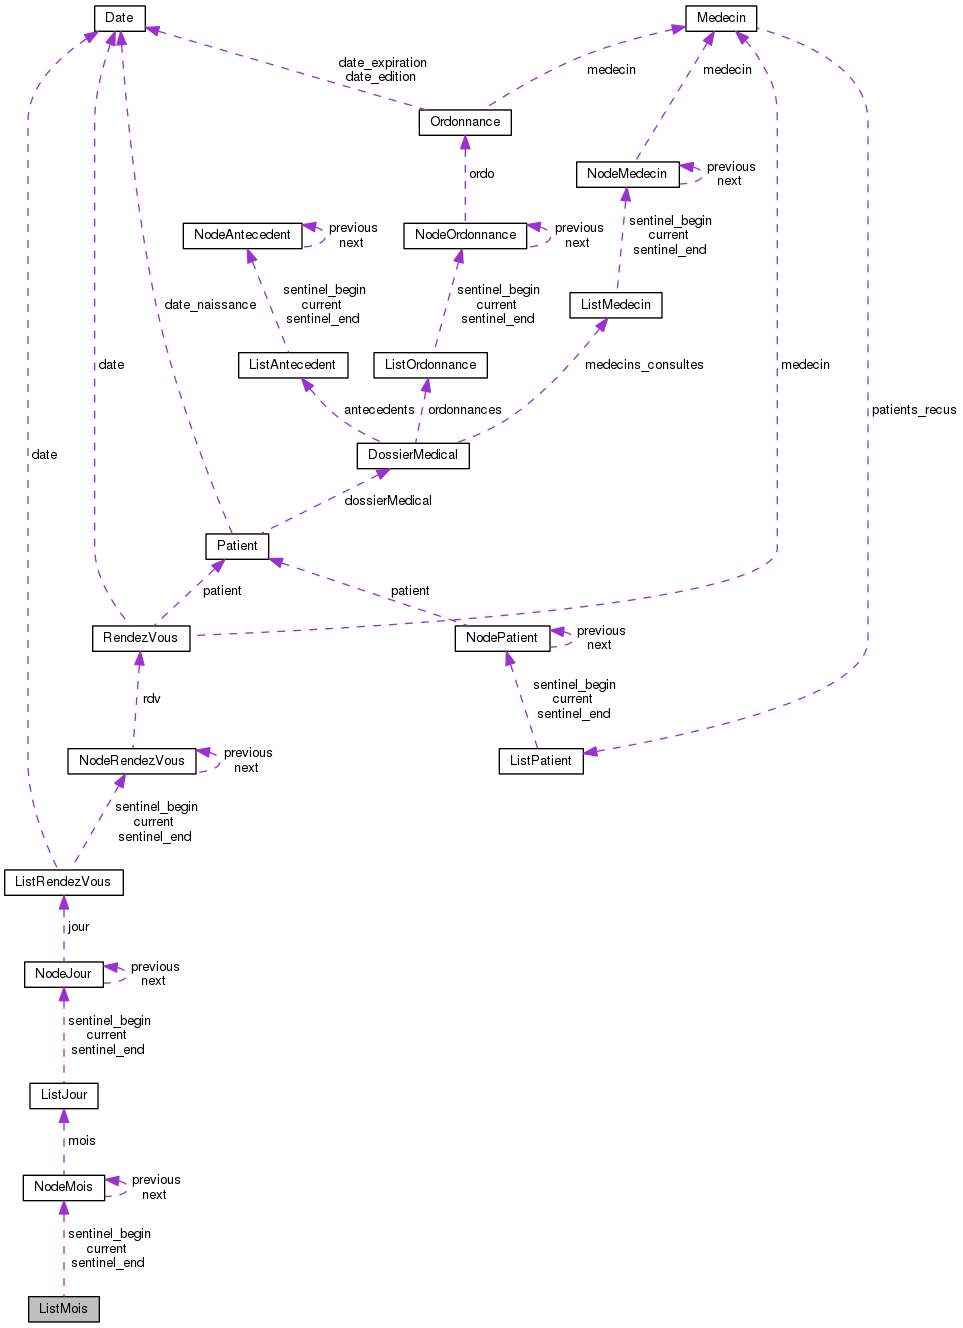 Date
Medecin
date_expiration
date_edition
medecin
medecin
Ordonnance
ordo
NodeMedecin
previous
next
NodeAntecedent
previous
next
NodeOrdonnance
previous
next
sentinel_begin
current
sentinel_end
date_naissance
sentinel_begin
current
sentinel_end
sentinel_begin
current
sentinel_end
ListMedecin
date
ListAntecedent
ListOrdonnance
medecins_consultes
medecin
antecedents
ordonnances
patients_recus
date
DossierMedical
dossierMedical
Patient
patient
patient
RendezVous
NodePatient
previous
next
rdv
sentinel_begin
current
sentinel_end
NodeRendezVous
previous
next
ListPatient
sentinel_begin
current
sentinel_end
ListRendezVous
jour
NodeJour
previous
next
sentinel_begin
current
sentinel_end
ListJour
mois
NodeMois
previous
next
sentinel_begin
current
sentinel_end
ListMois